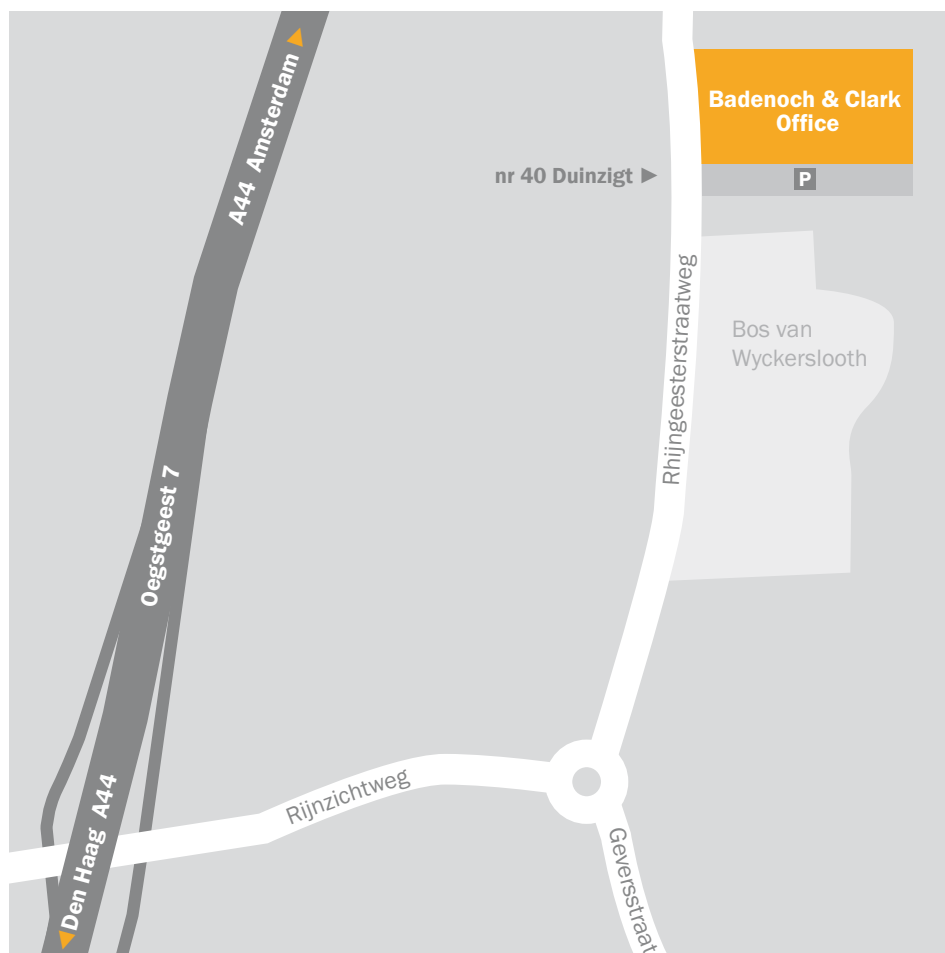 A44 Amsterdam
Badenoch & Clark
Office
nr 40 Duinzigt
P
Rhijngeesterstraatweg
Bos van
Wyckerslooth
Oegstgeest 7
Den Haag A44
Rijnzichtweg
Geversstraat